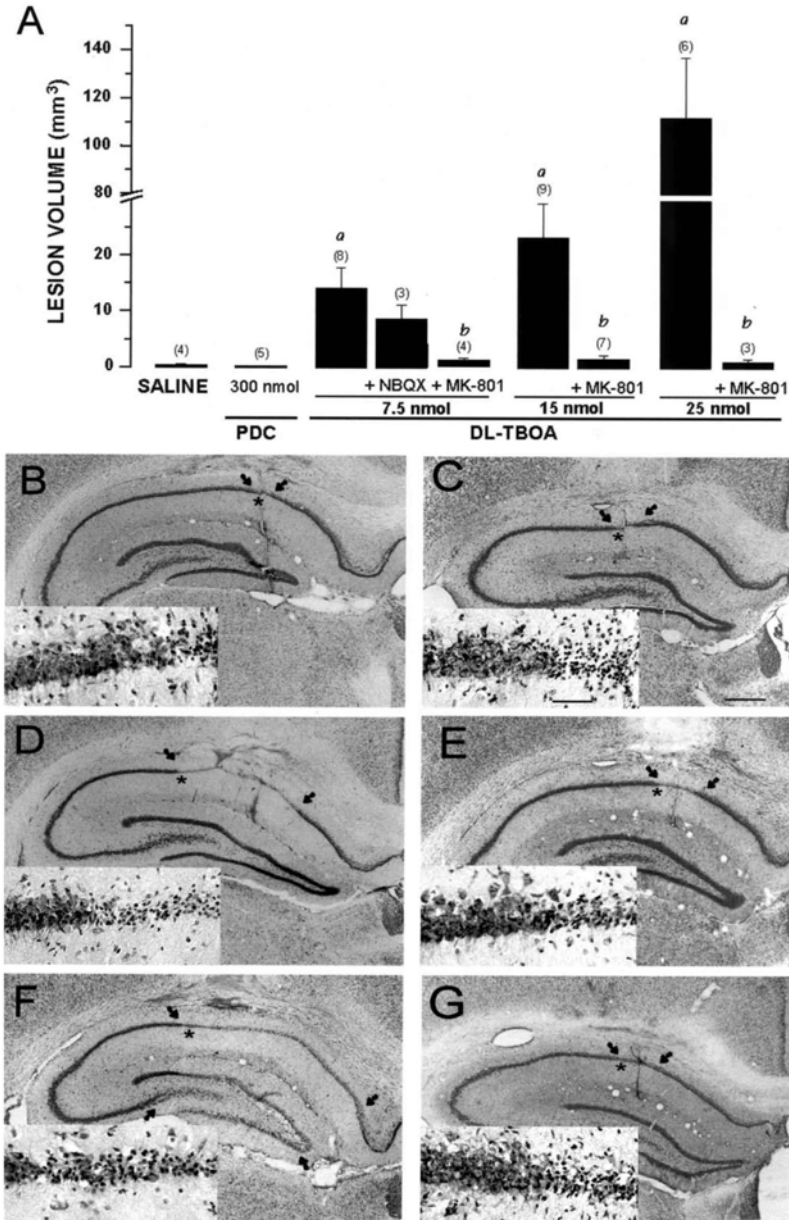 A
LESION VOLUME (mm³)
140
120
100
80
20
10
0
a
(6)
a
(9)
a
(8)
(3)
b
(4)
b
(7)
b
(3)
(4)
(5)
SALINE
300 nmol
+ NBQX + MK-801
+ MK-801
+ MK-801
7.5 nmol
15 nmol
25 nmol
PDC
DL-TBOA
B
*
C
*
D
*
E
*
F
*
G
*